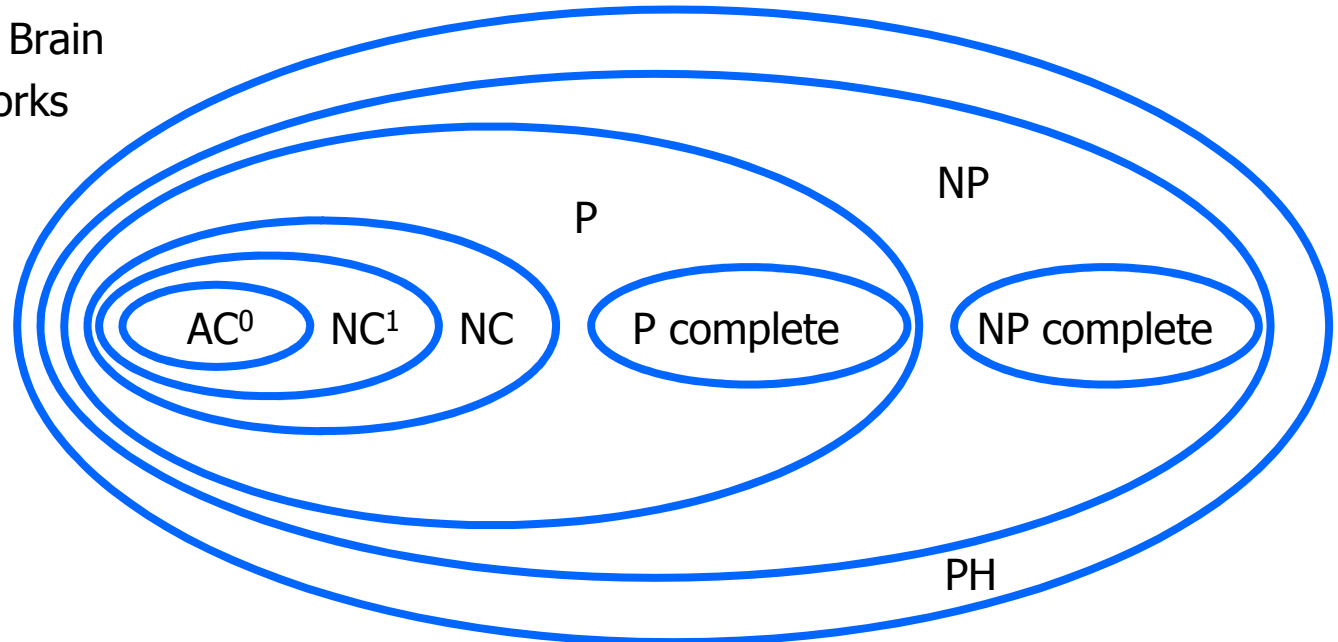 Brain
orks
NP
P
AC⁰ NC¹ NC P complete NP complete
PH